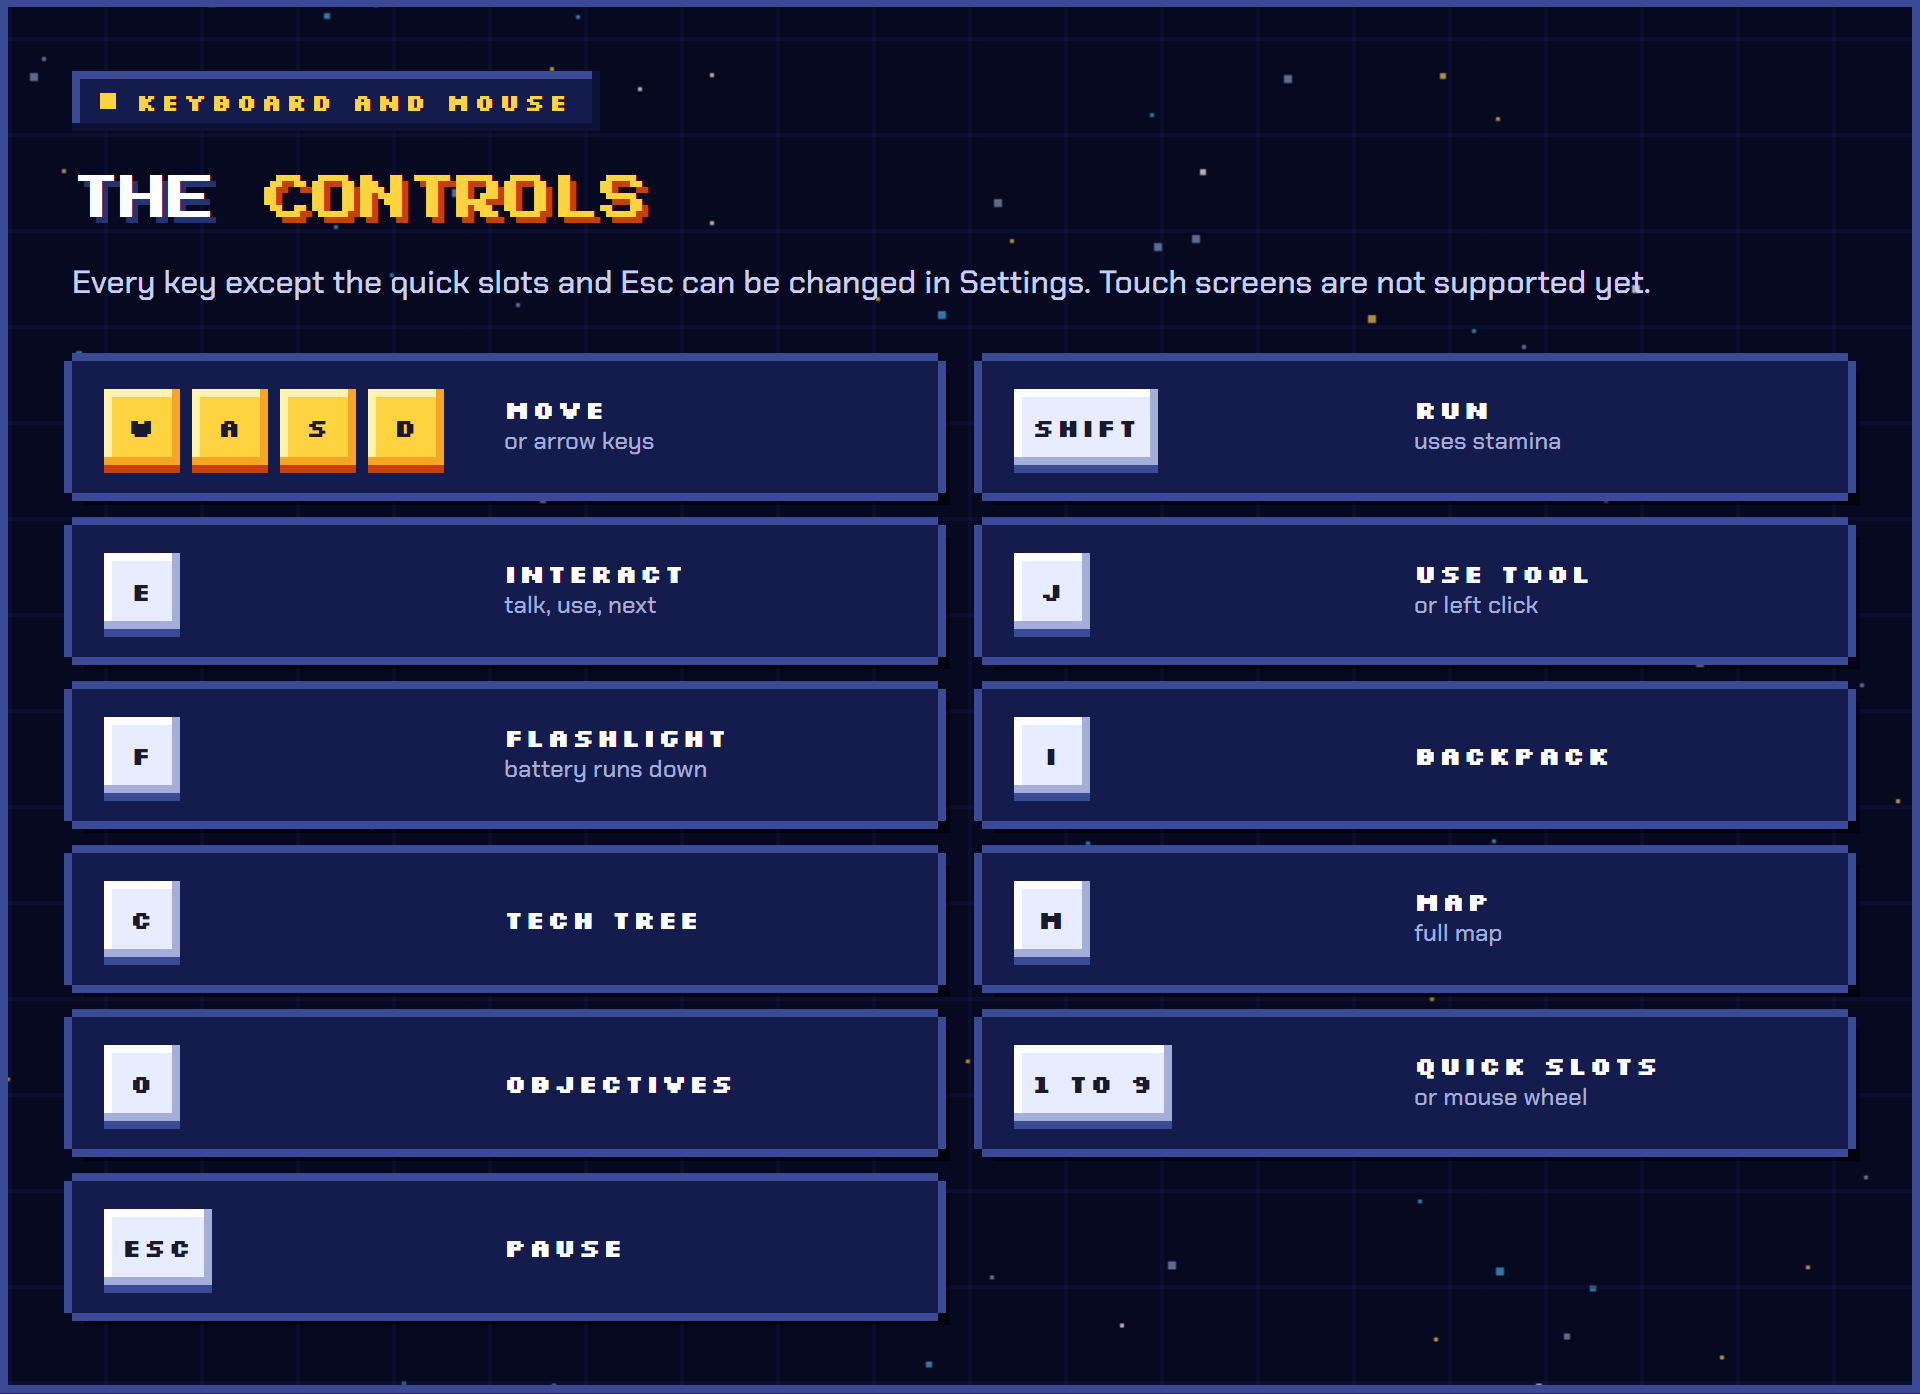 KEYBOARD AND MOUSE
THE CONTROLS
Every key except the quick slots and Esc can be changed in Settings. Touch screens are not supported yet.
W A S D
MOVE
or arrow keys
SHIFT
RUN
uses stamina
E
INTERACT
talk, use, next
J
USE TOOL
or left click
F
FLASHLIGHT
battery runs down
I
BACKPACK
C
TECH TREE
M
MAP
full map
O
OBJECTIVES
1 TO 9
QUICK SLOTS
or mouse wheel
ESC
PAUSE